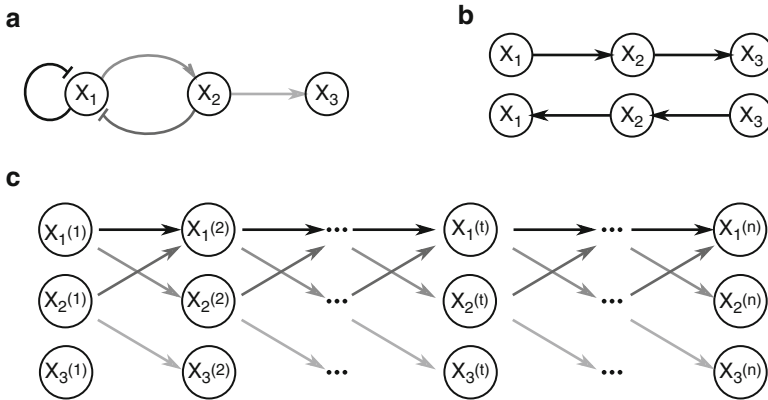 a
X1 X2 X3
b
X1 X2 X3
X1 X2 X3
c
X1(1) X1(2) ... X1(t) ... X1(n)
X2(1) X2(2) ... X2(t) ... X2(n)
X3(1) X3(2) ... X3(t) ... X3(n)